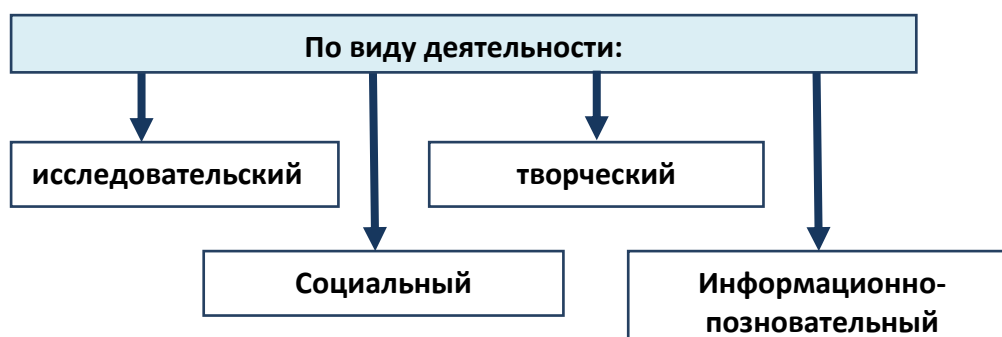 По виду деятельности:
исследовательский
творческий
Социальный
Информационно-
позновательный